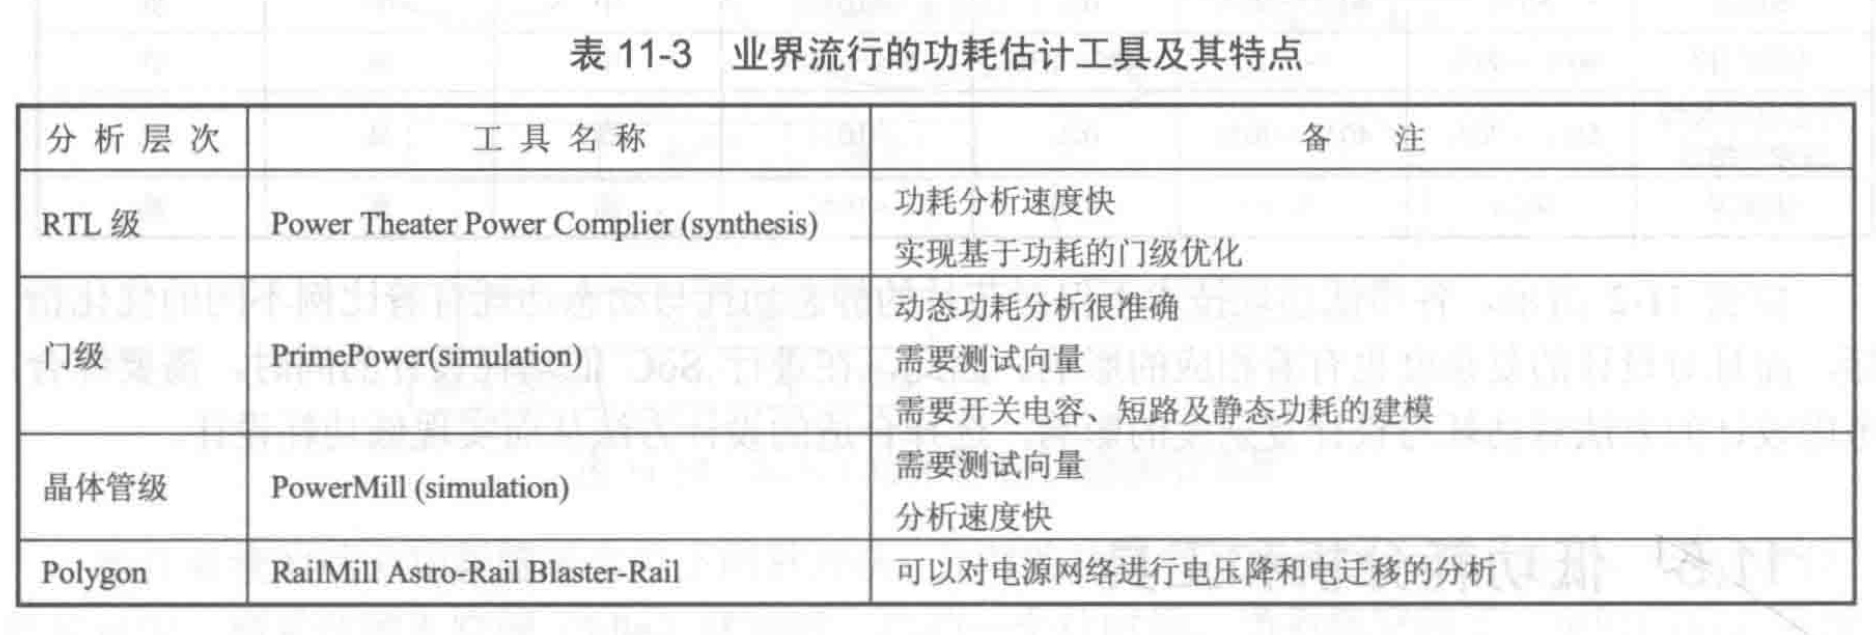 表 11-3 业界流行的功耗估计工具及其特点
分析层次 工具名称 备注
RTL 级 Power Theater Power Complier (synthesis) 功耗分析速度快
实现基于功耗的门级优化
门级 PrimePower(simulation) 动态功耗分析很准确
需要测试向量
需要开关电容、短路及静态功耗的建模
晶体管级 PowerMill (simulation) 需要测试向量
分析速度快
Polygon RailMill Astro-Rail Blaster-Rail 可以对电源网络进行电压降和电迁移的分析